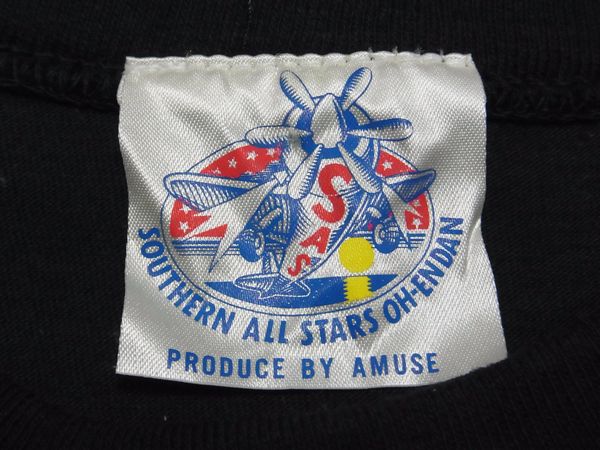 SAS
SOUTHERN ALL STARS OH-ENDAN
PRODUCE BY AMUSE